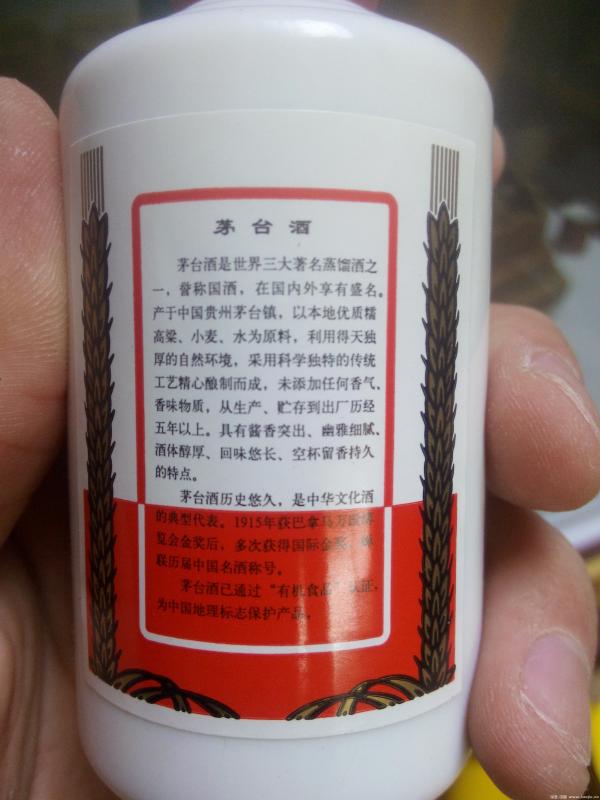 茅台酒
茅台酒是世界三大著名蒸馏酒之
一，誉称国酒，在国内外享有盛名。
产于中国贵州茅台镇，以本地优质糯
高粱、小麦、水为原料，利用得天独
厚的自然环境，采用科学独特的传统
工艺精心酿制而成，未添加任何香气、
香味物质，从生产、贮存到出厂历经
五年以上。具有酱香突出、幽雅细腻、
酒体醇厚、回味悠长、空杯留香持久
的特点。
茅台酒历史悠久，是中华文化酒
的典型代表。1915年获巴拿马万国博
览会金奖后，多次获得国际金奖，蝉
联历届中国名酒称号。
茅台酒已通过“有机食品”认证，
为中国地理标志保护产品。